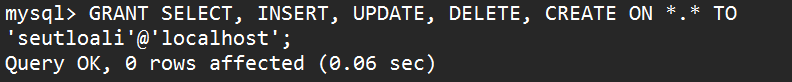 mysql> GRANT SELECT, INSERT, UPDATE, DELETE, CREATE ON *.* TO
'seutloali'@'localhost';
Query OK, 0 rows affected (0.06 sec)